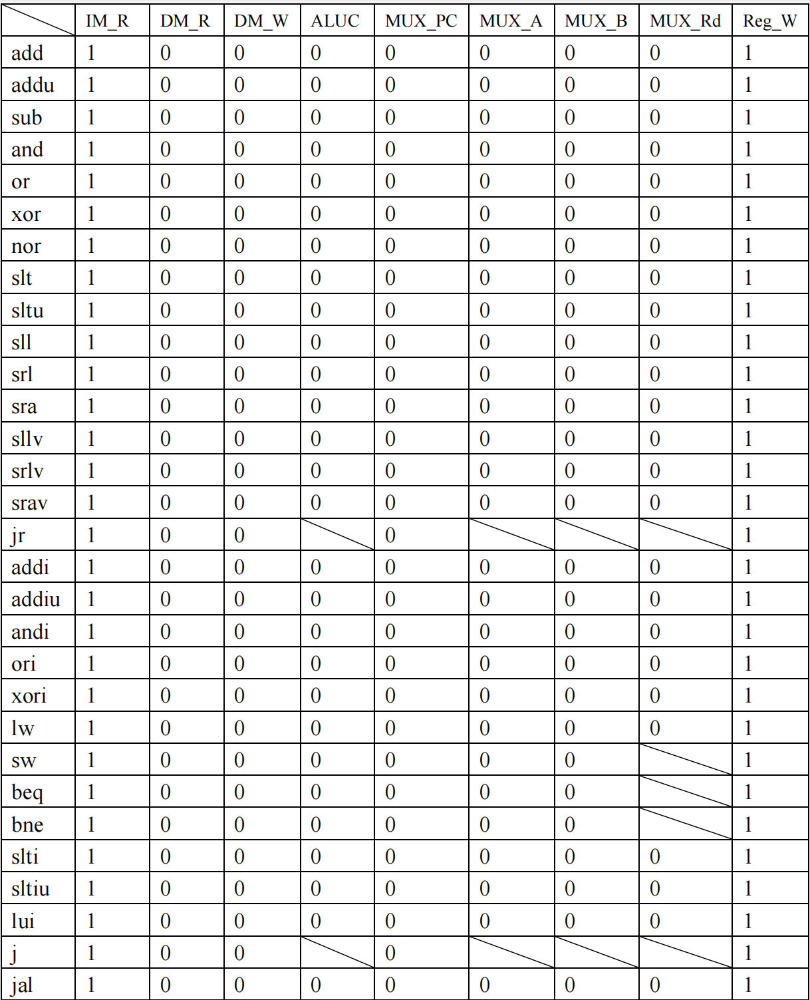 IM_R DM_R DM_W ALUC MUX_PC MUX_A MUX_B MUX_Rd Reg_W
add 1 0 0 0 0 0 0 0 1
addu 1 0 0 0 0 0 0 0 1
sub 1 0 0 0 0 0 0 0 1
and 1 0 0 0 0 0 0 0 1
or 1 0 0 0 0 0 0 0 1
xor 1 0 0 0 0 0 0 0 1
nor 1 0 0 0 0 0 0 0 1
slt 1 0 0 0 0 0 0 0 1
sltu 1 0 0 0 0 0 0 0 1
sll 1 0 0 0 0 0 0 0 1
srl 1 0 0 0 0 0 0 0 1
sra 1 0 0 0 0 0 0 0 1
sllv 1 0 0 0 0 0 0 0 1
srlv 1 0 0 0 0 0 0 0 1
srav 1 0 0 0 0 0 0 0 1
jr 1 0 0 0 1
addi 1 0 0 0 0 0 0 0 1
addiu 1 0 0 0 0 0 0 0 1
andi 1 0 0 0 0 0 0 0 1
ori 1 0 0 0 0 0 0 0 1
xori 1 0 0 0 0 0 0 0 1
lw 1 0 0 0 0 0 0 0 1
sw 1 0 0 0 0 0 0 1
beq 1 0 0 0 0 0 0 1
bne 1 0 0 0 0 0 0 1
slti 1 0 0 0 0 0 0 0 1
sltiu 1 0 0 0 0 0 0 0 1
lui 1 0 0 0 0 0 0 0 1
j 1 0 0 0 1
jal 1 0 0 0 0 0 0 0 1